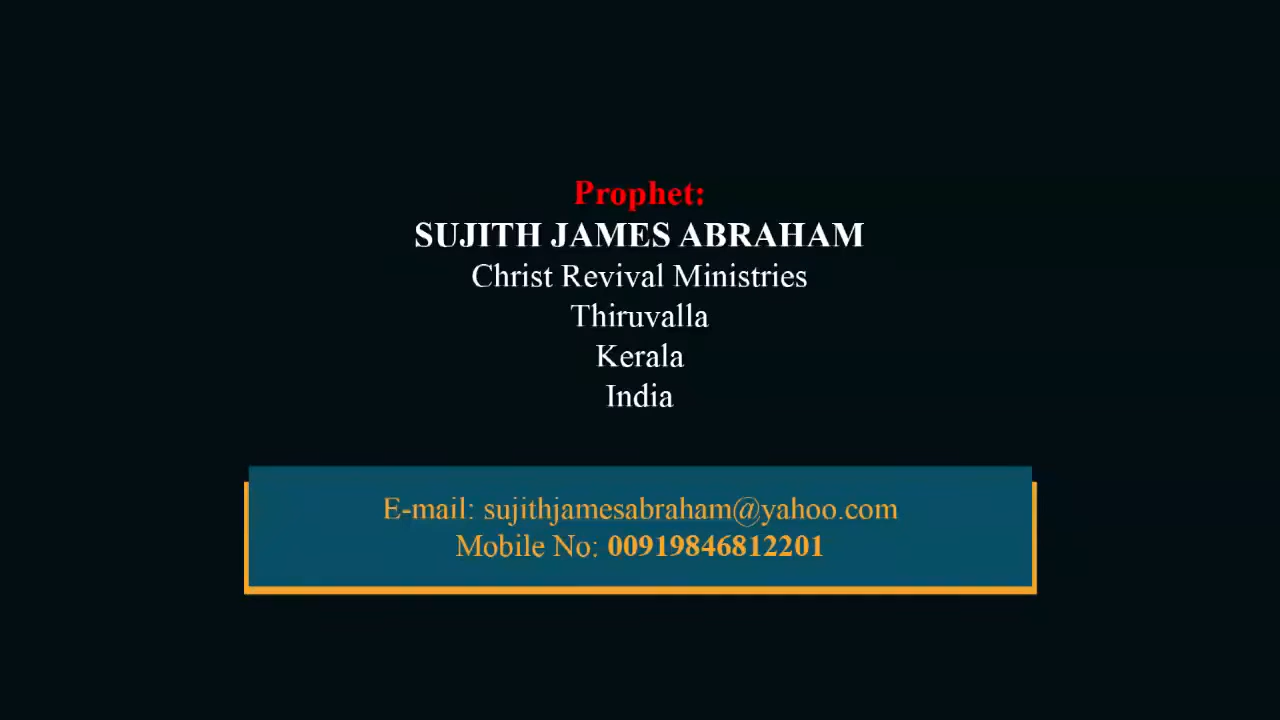 Prophet:
SUJITH JAMES ABRAHAM
Christ Revival Ministries
Thiruvalla
Kerala
India
E-mail: sujithjamesabraham@yahoo.com
Mobile No: 00919846812201